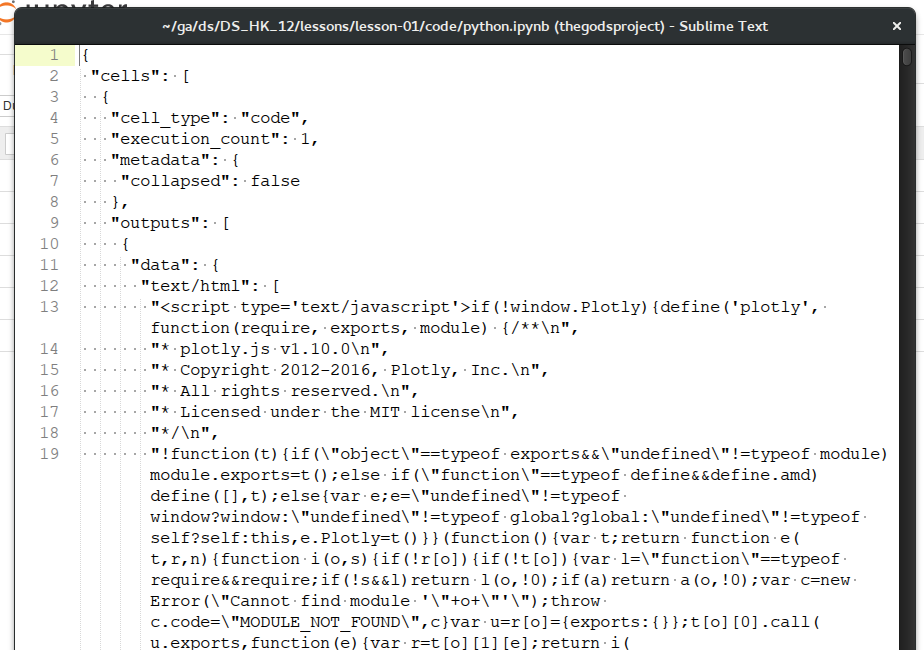 ~/ga/ds/DS_HK_12/lessons/lesson-01/code/python.ipynb (thegodsproject) - Sublime Text
1 {
2 "cells": [
3 {
4 "cell_type": "code",
5 "execution_count": 1,
6 "metadata": {
7 "collapsed": false
8 },
9 "outputs": [
10 {
11 "data": {
12 "text/html": [
13 "<script type='text/javascript'>if(!window.Plotly){define('plotly',
function(require, exports, module) {/**\n",
14 "* plotly.js v1.10.0\n",
15 "* Copyright 2012-2016, Plotly, Inc.\n",
16 "* All rights reserved.\n",
17 "* Licensed under the MIT license\n",
18 "*/\n",
19 "!function(t){if(\"object\"==typeof exports&&\"undefined\"!=typeof module)
module.exports=t();else if(\"function\"==typeof define&&define.amd)
define([],t);else{var e;e=\"undefined\"!=typeof
window?window:\"undefined\"!=typeof global?global:\"undefined\"!=typeof
self?self:this,e.Plotly=t()}}(function(){var t;return function e(
t,r,n){function i(o,s){if(!r[o]){if(!t[o]){var l=\"function\"==typeof
require&&require;if(!s&&l)return l(o,!0);if(a)return a(o,!0);var c=new
Error(\"Cannot find module '\"+o+\"'\");throw
c.code=\"MODULE_NOT_FOUND\",c}var u=r[o]={exports:{}};t[o][0].call(
u.exports,function(e){var r=t[o][1][e];return i(